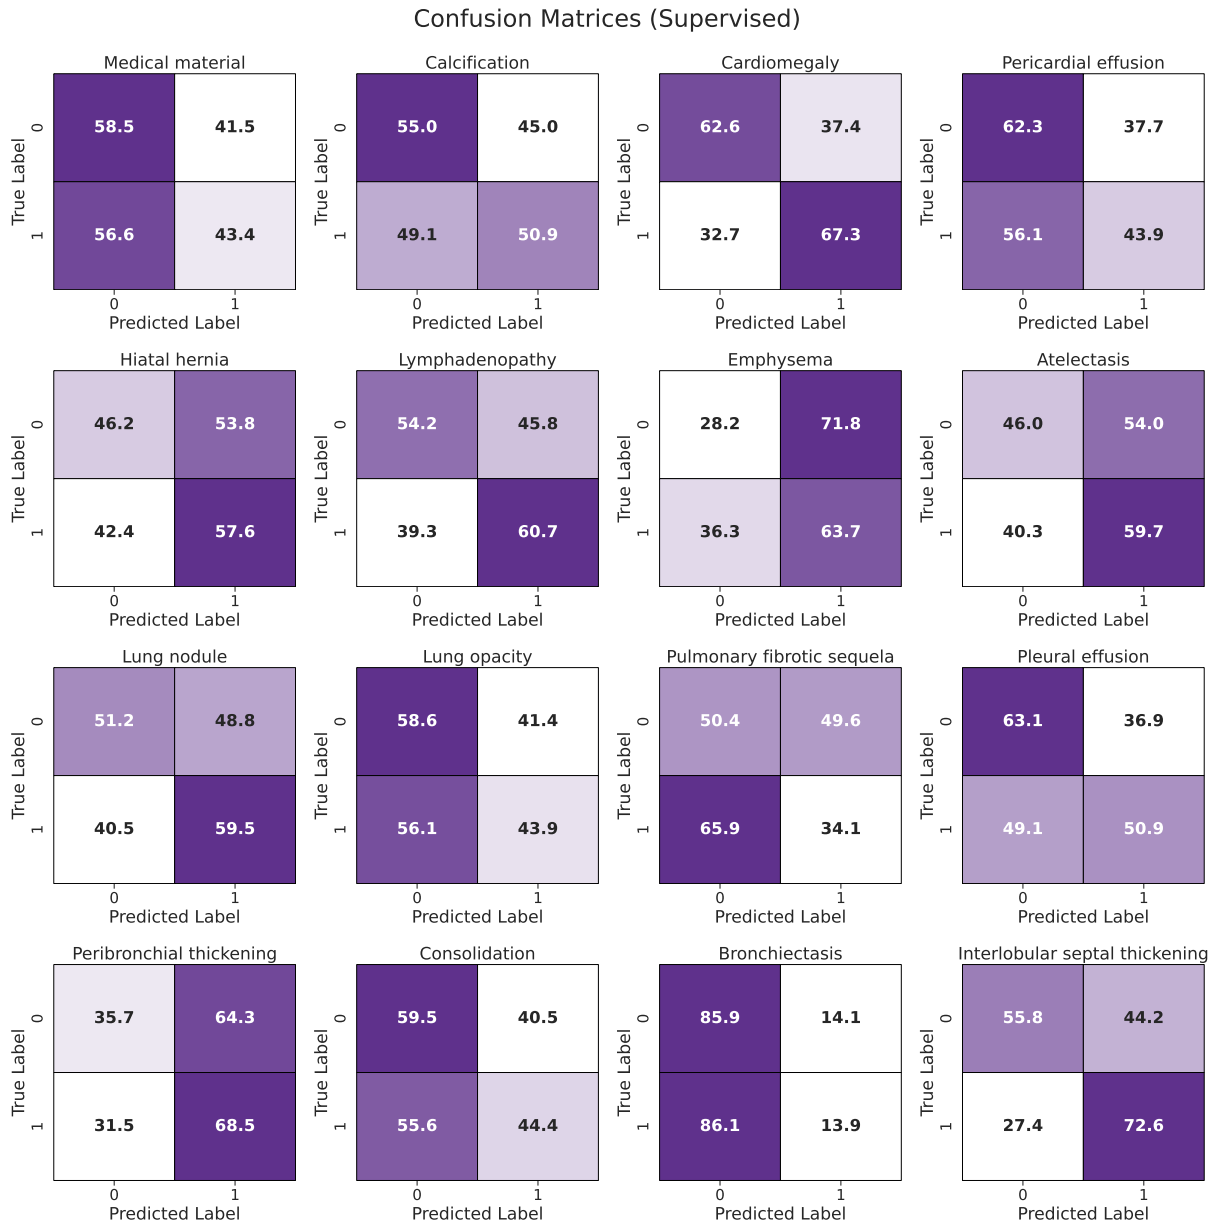 Confusion Matrices (Supervised)
Medical material
Calcification
Cardiomegaly
Pericardial effusion
True Label
0
58.5
41.5
1
56.6
43.4
0
1
Predicted Label
True Label
0
55.0
45.0
1
49.1
50.9
0
1
Predicted Label
True Label
0
62.6
37.4
1
32.7
67.3
0
1
Predicted Label
True Label
0
62.3
37.7
1
56.1
43.9
0
1
Predicted Label
Hiatal hernia
Lymphadenopathy
Emphysema
Atelectasis
True Label
0
46.2
53.8
1
42.4
57.6
0
1
Predicted Label
True Label
0
54.2
45.8
1
39.3
60.7
0
1
Predicted Label
True Label
0
28.2
71.8
1
36.3
63.7
0
1
Predicted Label
True Label
0
46.0
54.0
1
40.3
59.7
0
1
Predicted Label
Lung nodule
Lung opacity
Pulmonary fibrotic sequela
Pleural effusion
True Label
0
51.2
48.8
1
40.5
59.5
0
1
Predicted Label
True Label
0
58.6
41.4
1
56.1
43.9
0
1
Predicted Label
True Label
0
50.4
49.6
1
65.9
34.1
0
1
Predicted Label
True Label
0
63.1
36.9
1
49.1
50.9
0
1
Predicted Label
Peribronchial thickening
Consolidation
Bronchiectasis
Interlobular septal thickening
True Label
0
35.7
64.3
1
31.5
68.5
0
1
Predicted Label
True Label
0
59.5
40.5
1
55.6
44.4
0
1
Predicted Label
True Label
0
85.9
14.1
1
86.1
13.9
0
1
Predicted Label
True Label
0
55.8
44.2
1
27.4
72.6
0
1
Predicted Label